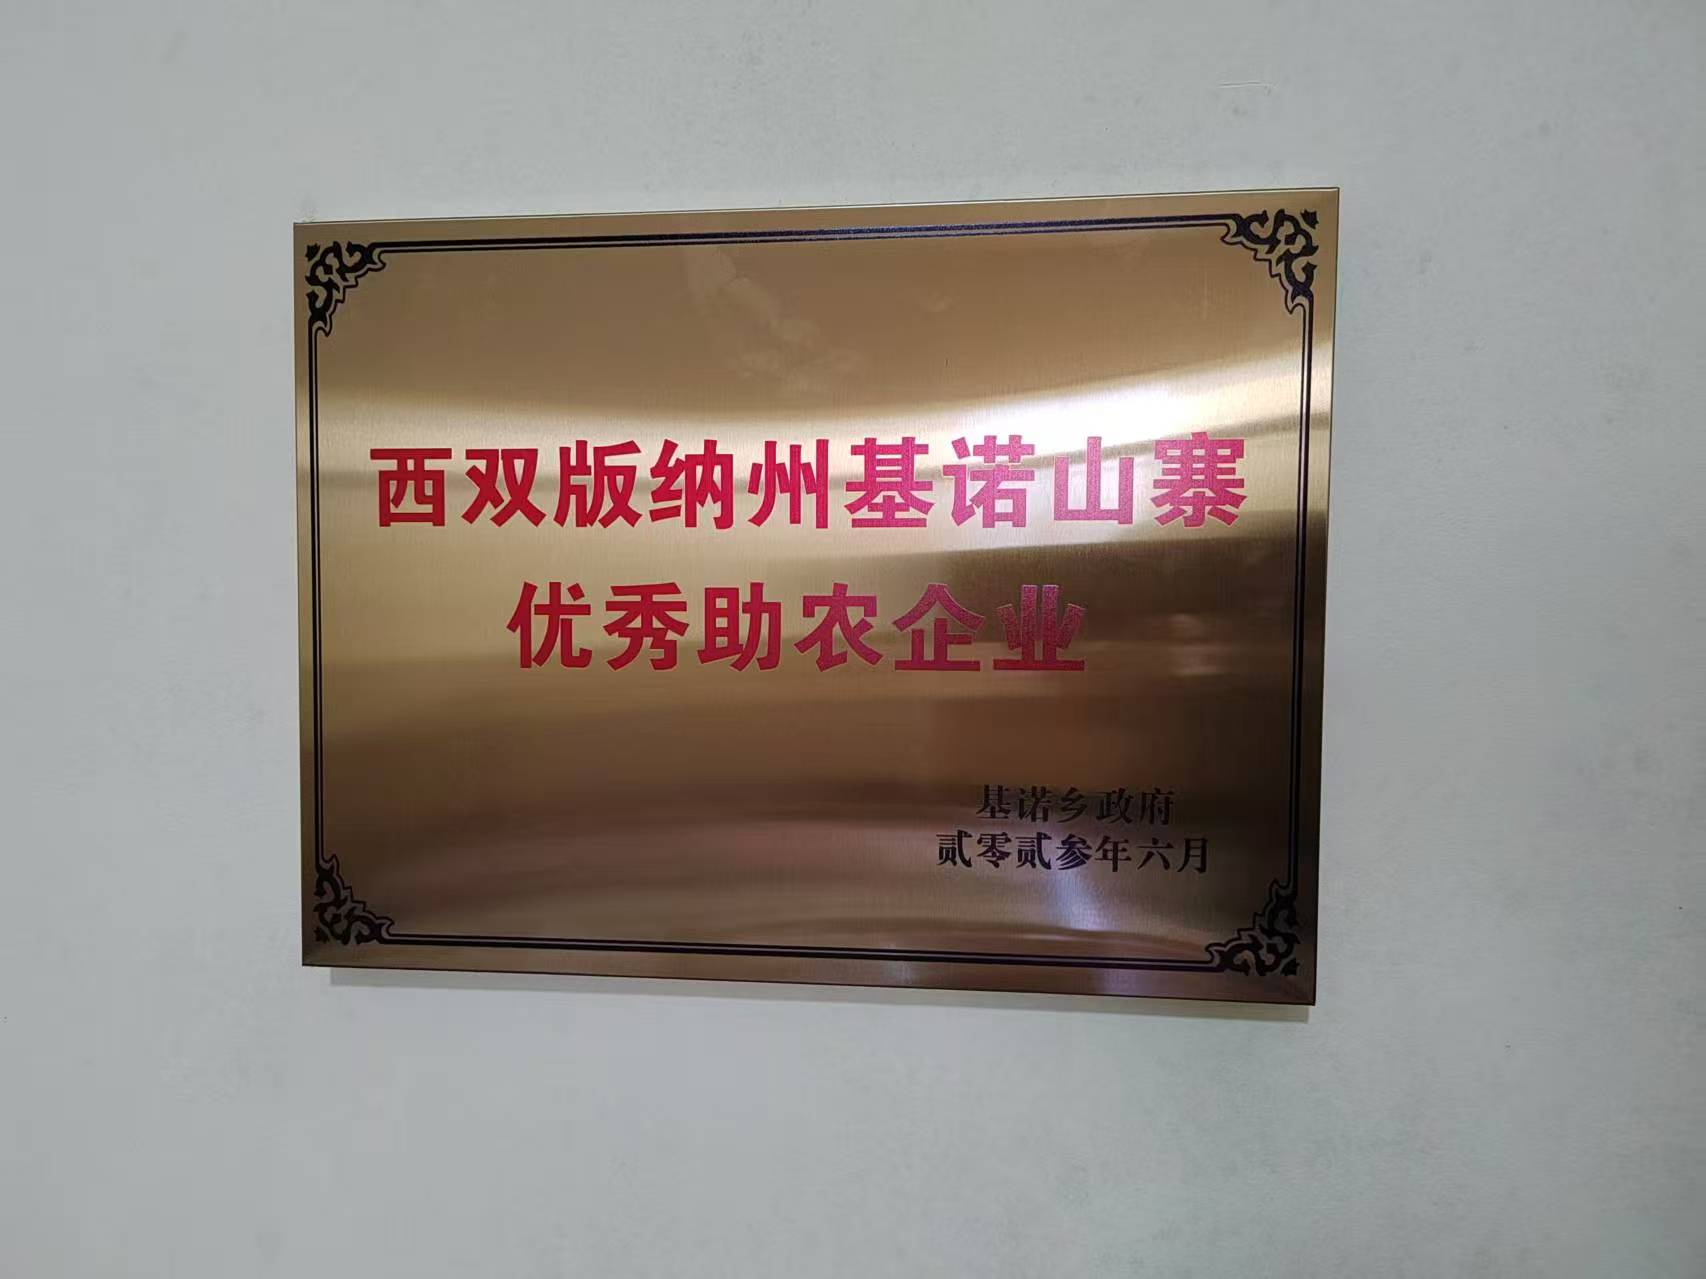 西双版纳州基诺山寨
优秀助农企业
基诺乡政府
贰零贰参年六月